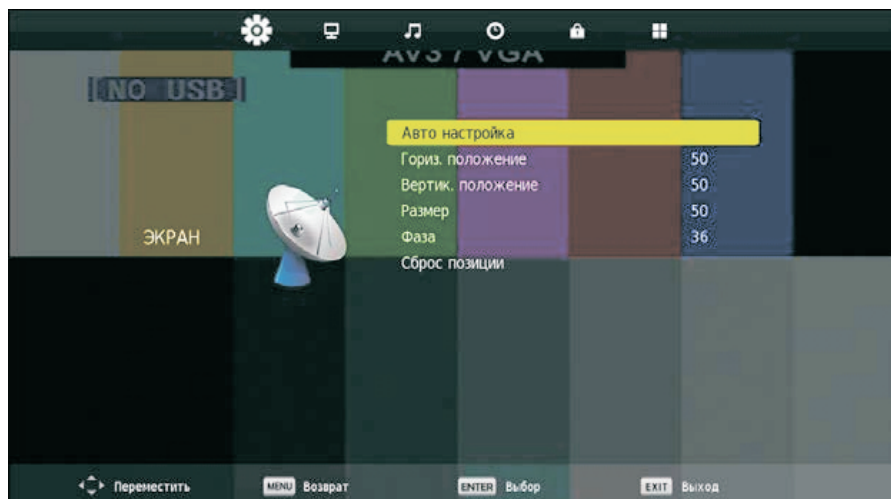 AV3 / VGA
[ NO USB ]
Авто настройка
Гориз. положение 50
Вертик. положение 50
Размер 50
ЭКРАН
Фаза 36
Сброс позиции
Переместить MENU Возврат ENTER Выбор EXIT Выход